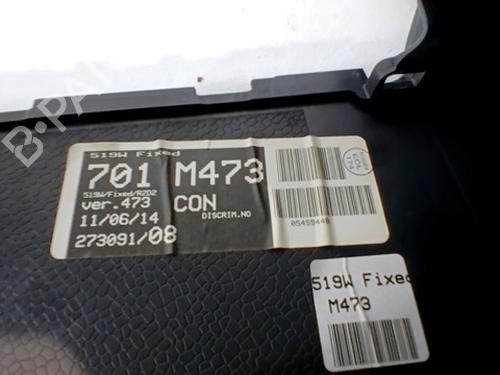 B-PARTS
519W Fixed
701 M473
519W/Fixed/R2D2
ver.473 CON
DISCRIM.NO
11/06/14
273091/08
05459448
519W Fixed
M473